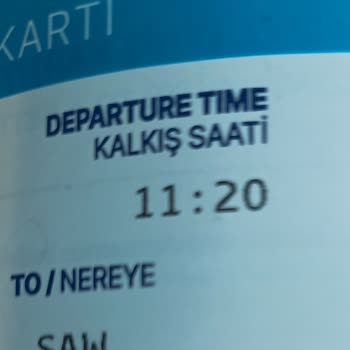 KARTI
DEPARTURE TIME
KALKIŞ SAATİ
11:20
TO / NEREYE
SAW